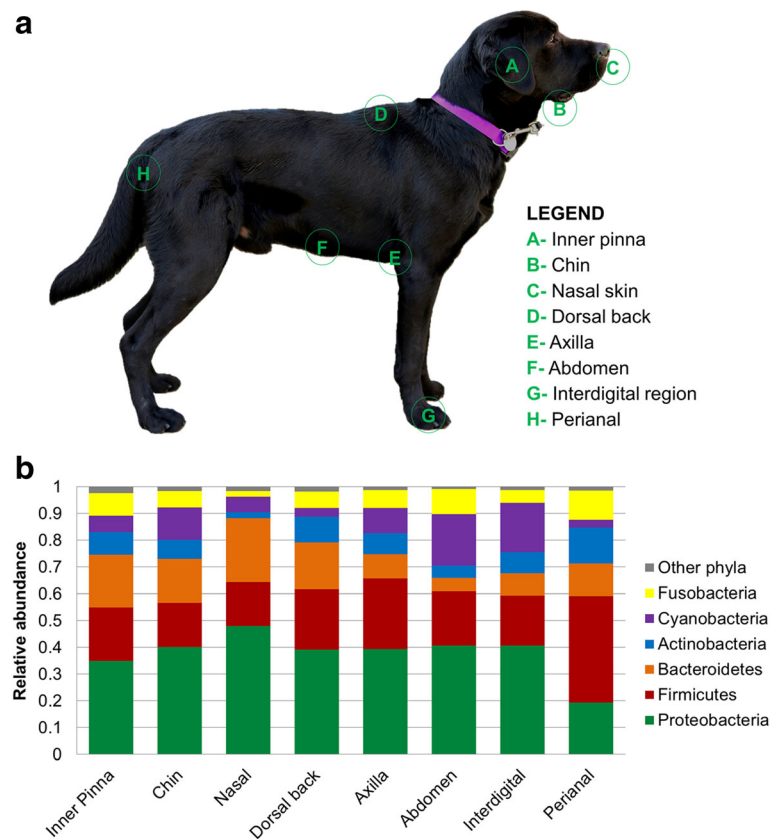 a
A
C
B
D
H
F
E
G
LEGEND
A- Inner pinna
B- Chin
C- Nasal skin
D- Dorsal back
E- Axilla
F- Abdomen
G- Interdigital region
H- Perianal
b
Relative abundance
1
0.9
0.8
0.7
0.6
0.5
0.4
0.3
0.2
0.1
0
Inner Pinna
Chin
Nasal
Dorsal back
Axilla
Abdomen
Interdigital
Perianal
Other phyla
Fusobacteria
Cyanobacteria
Actinobacteria
Bacteroidetes
Firmicutes
Proteobacteria